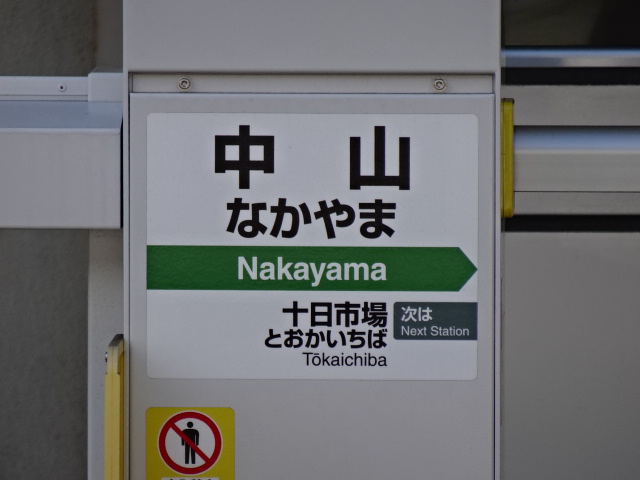 中山
なかやま
Nakayama
十日市場
とおかいちば
Tōkaichiba
次は
Next Station